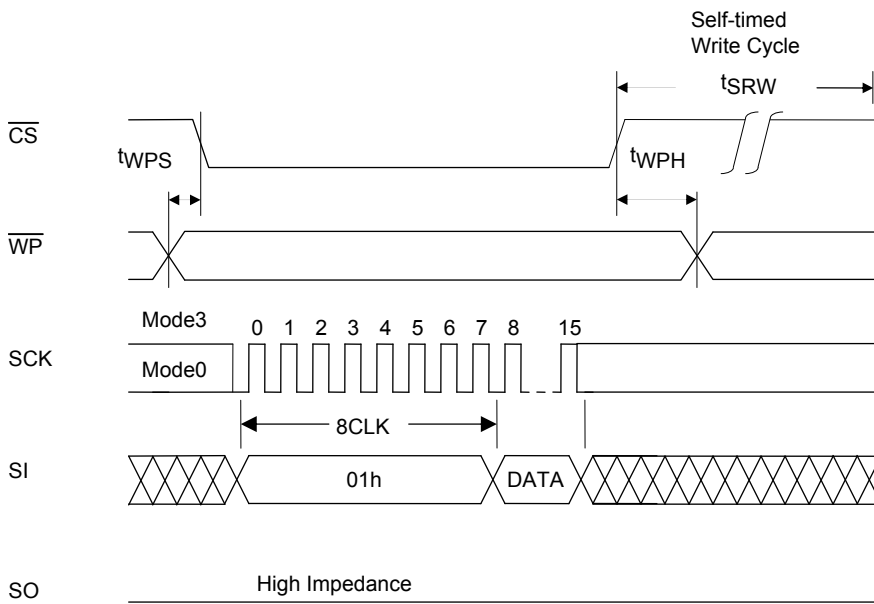 Self-timed
Write Cycle
tSRW
CS
tWPS
tWPH
WP
Mode3
0 1 2 3 4 5 6 7 8 15
SCK
Mode0
8CLK
SI
01h
DATA
High Impedance
SO